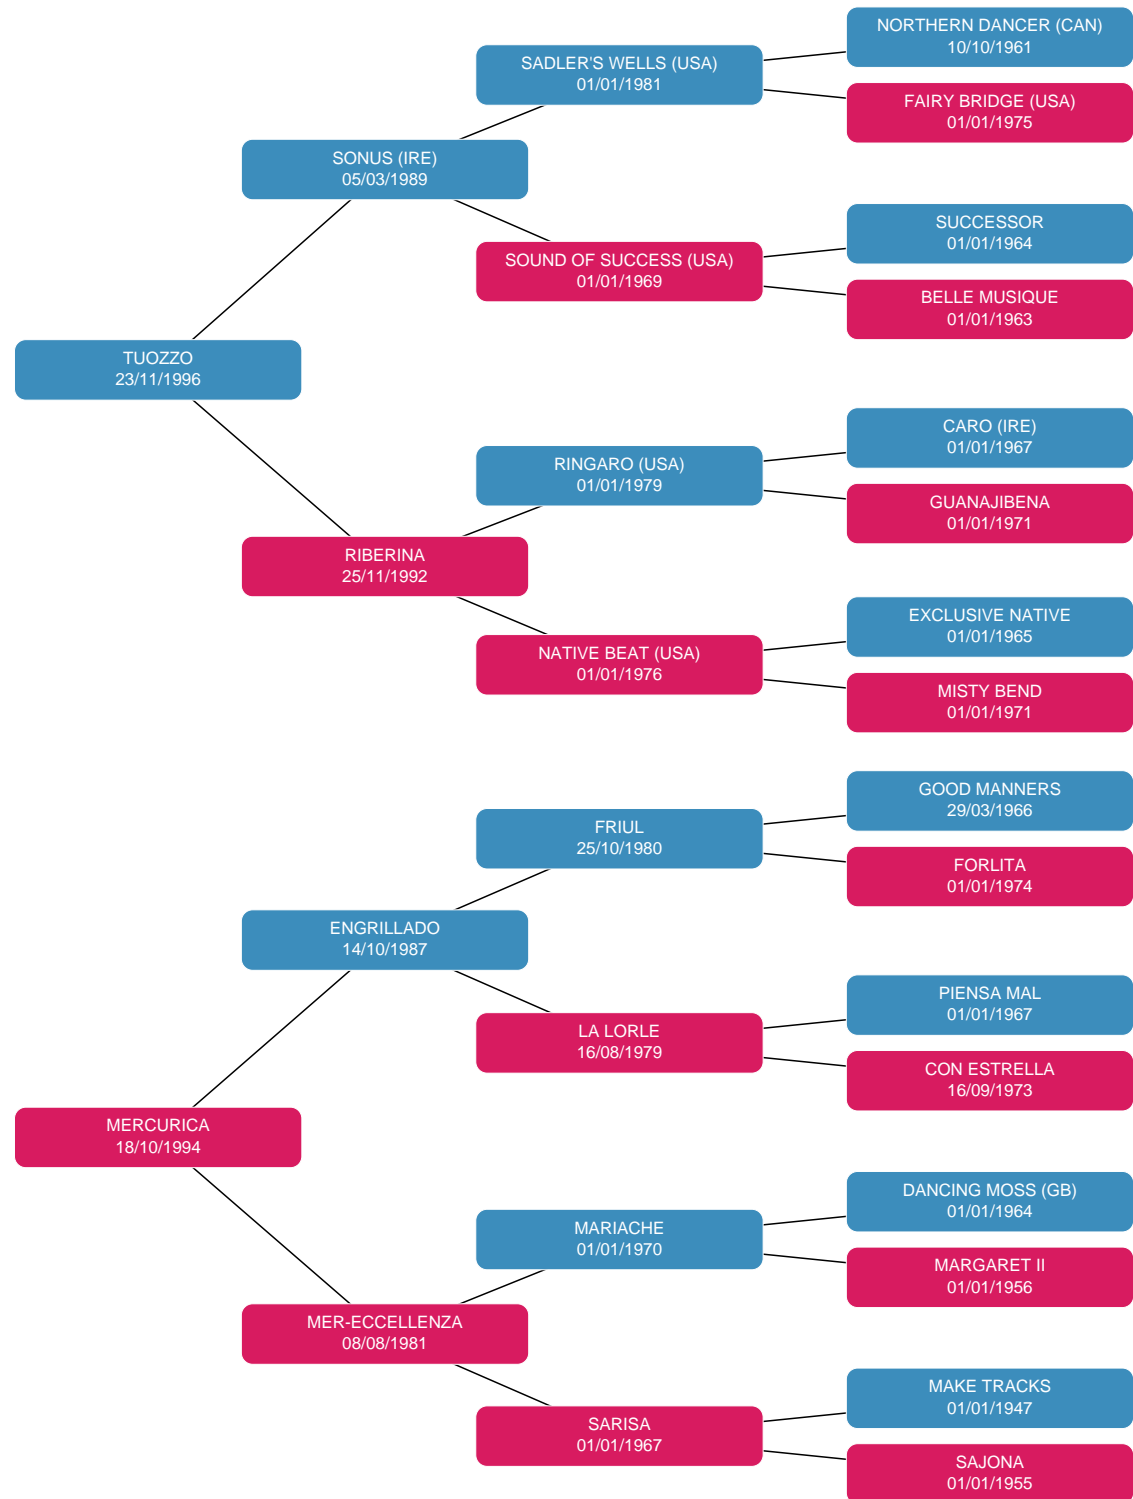 NORTHERN DANCER (CAN)
10/10/1961
SADLER'S WELLS (USA)
01/01/1981
FAIRY BRIDGE (USA)
01/01/1975
SONUS (IRE)
05/03/1989
SUCCESSOR
01/01/1964
SOUND OF SUCCESS (USA)
01/01/1969
BELLE MUSIQUE
01/01/1963
TUOZZO
23/11/1996
CARO (IRE)
01/01/1967
RINGARO (USA)
01/01/1979
GUANAJIBENA
01/01/1971
RIBERINA
25/11/1992
EXCLUSIVE NATIVE
01/01/1965
NATIVE BEAT (USA)
01/01/1976
MISTY BEND
01/01/1971
GOOD MANNERS
29/03/1966
FRIUL
25/10/1980
FORLITA
01/01/1974
ENGRILLADO
14/10/1987
PIENSA MAL
01/01/1967
LA LORLE
16/08/1979
CON ESTRELLA
16/09/1973
MERCURICA
18/10/1994
DANCING MOSS (GB)
01/01/1964
MARIACHE
01/01/1970
MARGARET II
01/01/1956
MER-ECCELLENZA
08/08/1981
MAKE TRACKS
01/01/1947
SARISA
01/01/1967
SAJONA
01/01/1955